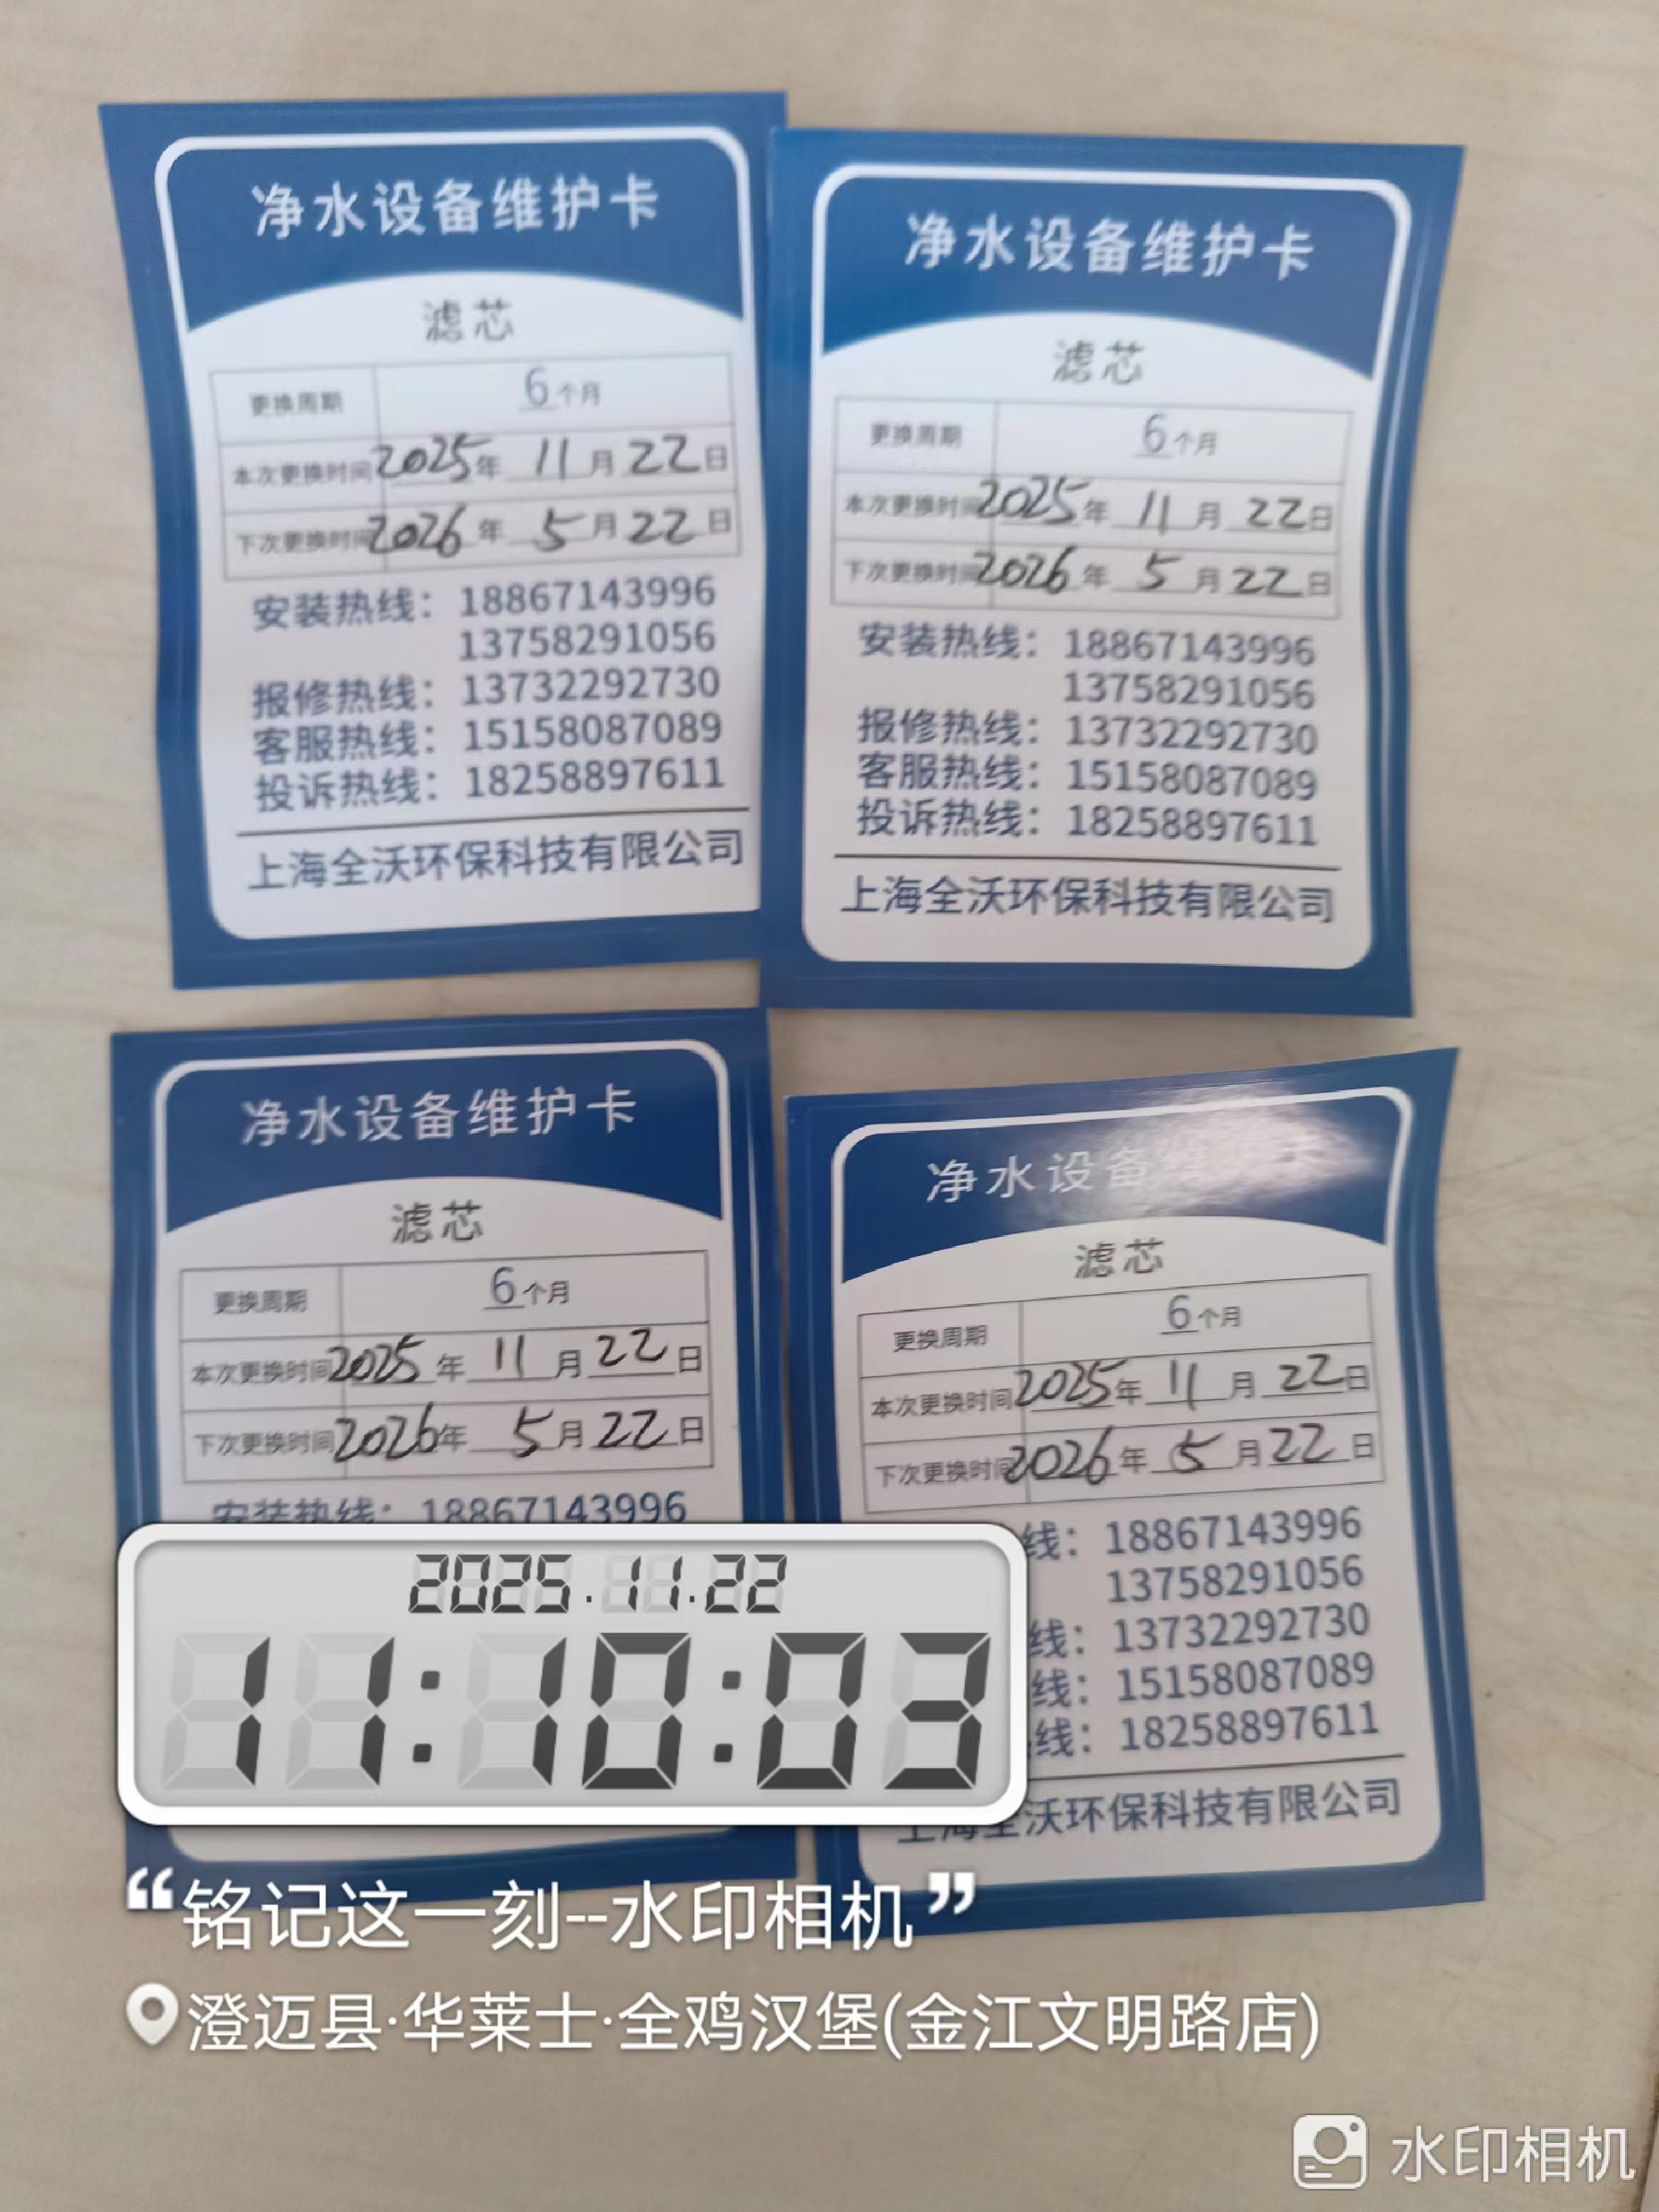 净水设备维护卡
滤芯
更换周期 6个月
本次更换时间 2025年 11月 22日
下次更换时间 2026年 5月 22日
安装热线：18867143996
13758291056
报修热线：13732292730
客服热线：15158087089
投诉热线：18258897611
上海全沃环保科技有限公司
净水设备维护卡
滤芯
更换周期 6个月
本次更换时间 2025年 11月 22日
下次更换时间 2026年 5月 22日
安装热线：18867143996
13758291056
报修热线：13732292730
客服热线：15158087089
投诉热线：18258897611
上海全沃环保科技有限公司
净水设备维护卡
滤芯
更换周期 6个月
本次更换时间 2025年 11月 22日
下次更换时间 2026年 5月 22日
安装热线：18867143996
净水设备维护卡
滤芯
更换周期 6个月
本次更换时间 2025年 11月 22日
下次更换时间 2026年 5月 22日
线：18867143996
13758291056
线：13732292730
线：15158087089
线：18258897611
上海全沃环保科技有限公司
2025.11.22
11:10:03
“铭记这一刻--水印相机”
澄迈县·华莱士·全鸡汉堡(金江文明路店)
水印相机